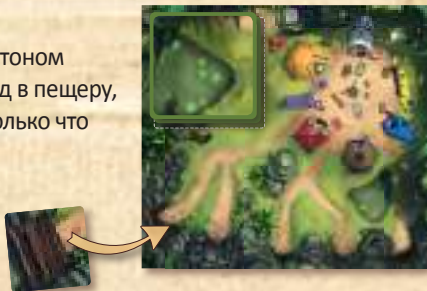 тоном
д в пещеру,
олько что